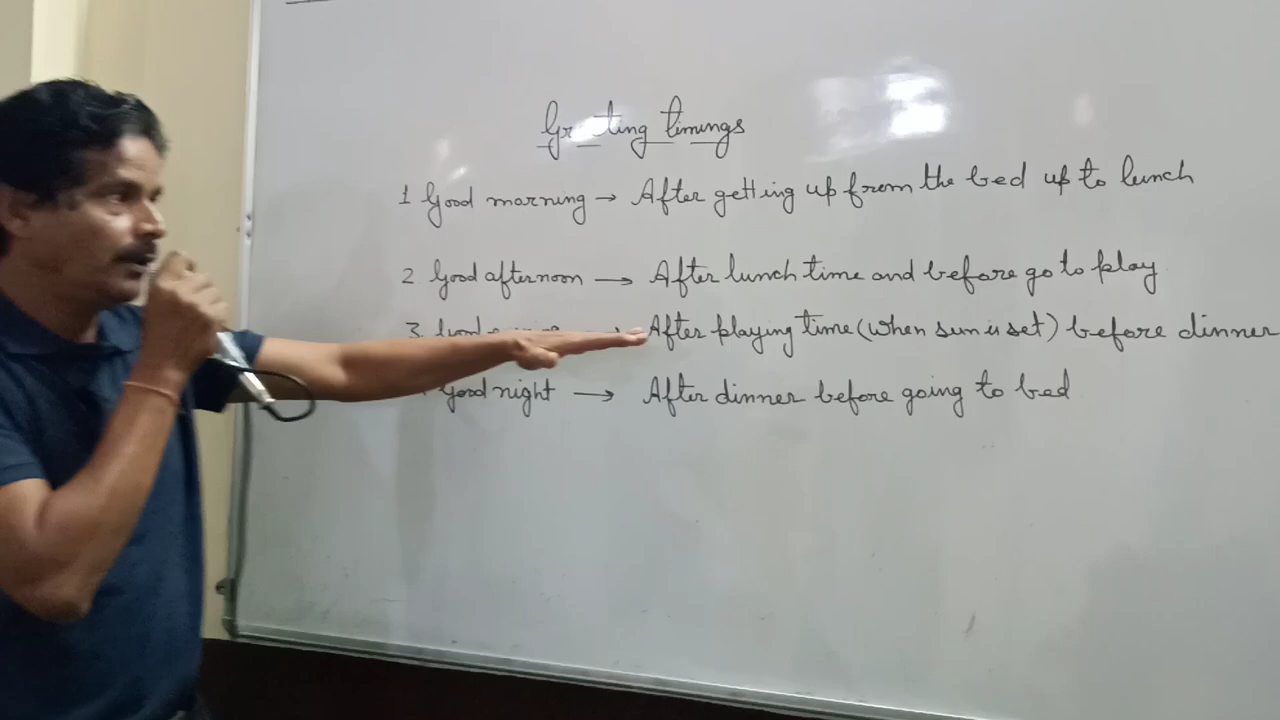 Greeting timings
1 Good morning → After getting up from the bed up to lunch
2. Good afternoon → After lunch time and before go to play
3. Good → After playing time (when sun is set) before dinner
Good night → After dinner before going to bed